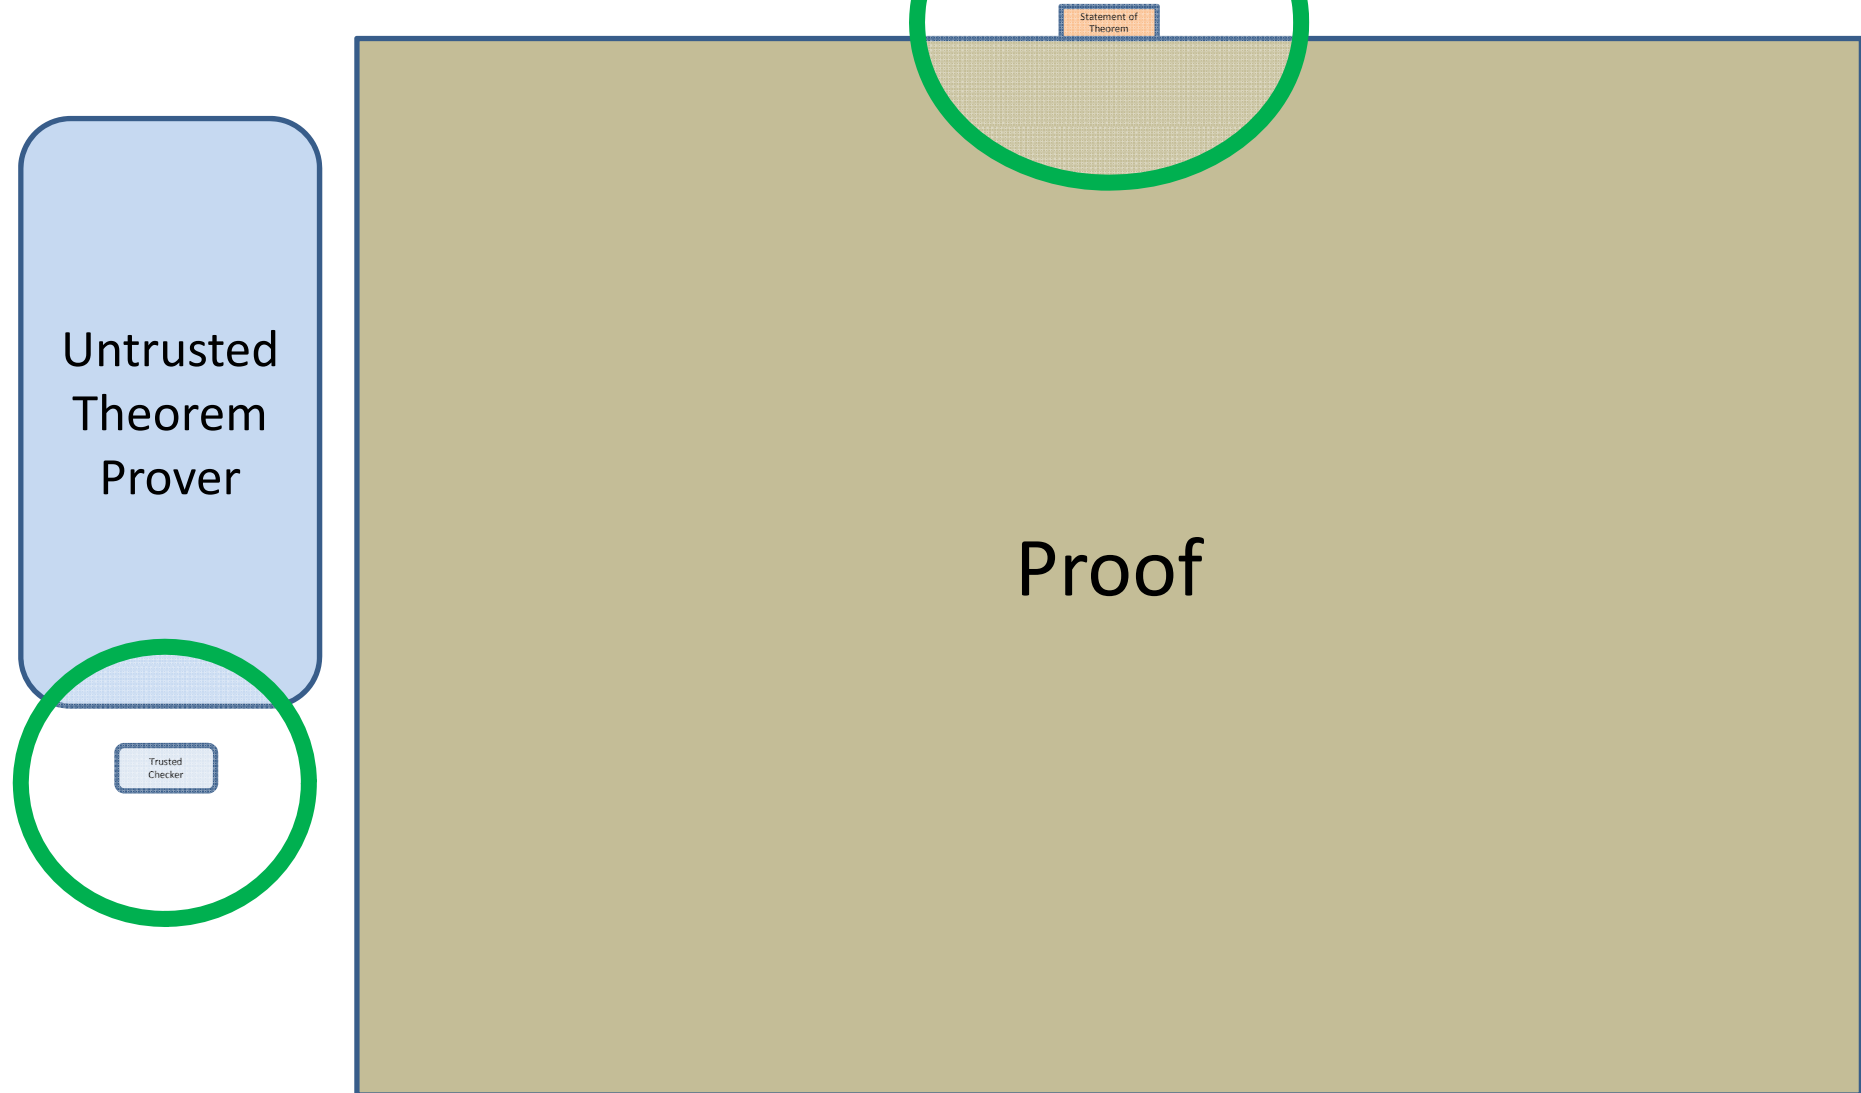 Statement of
Theorem
Untrusted
Theorem
Prover
Proof
Trusted
Checker